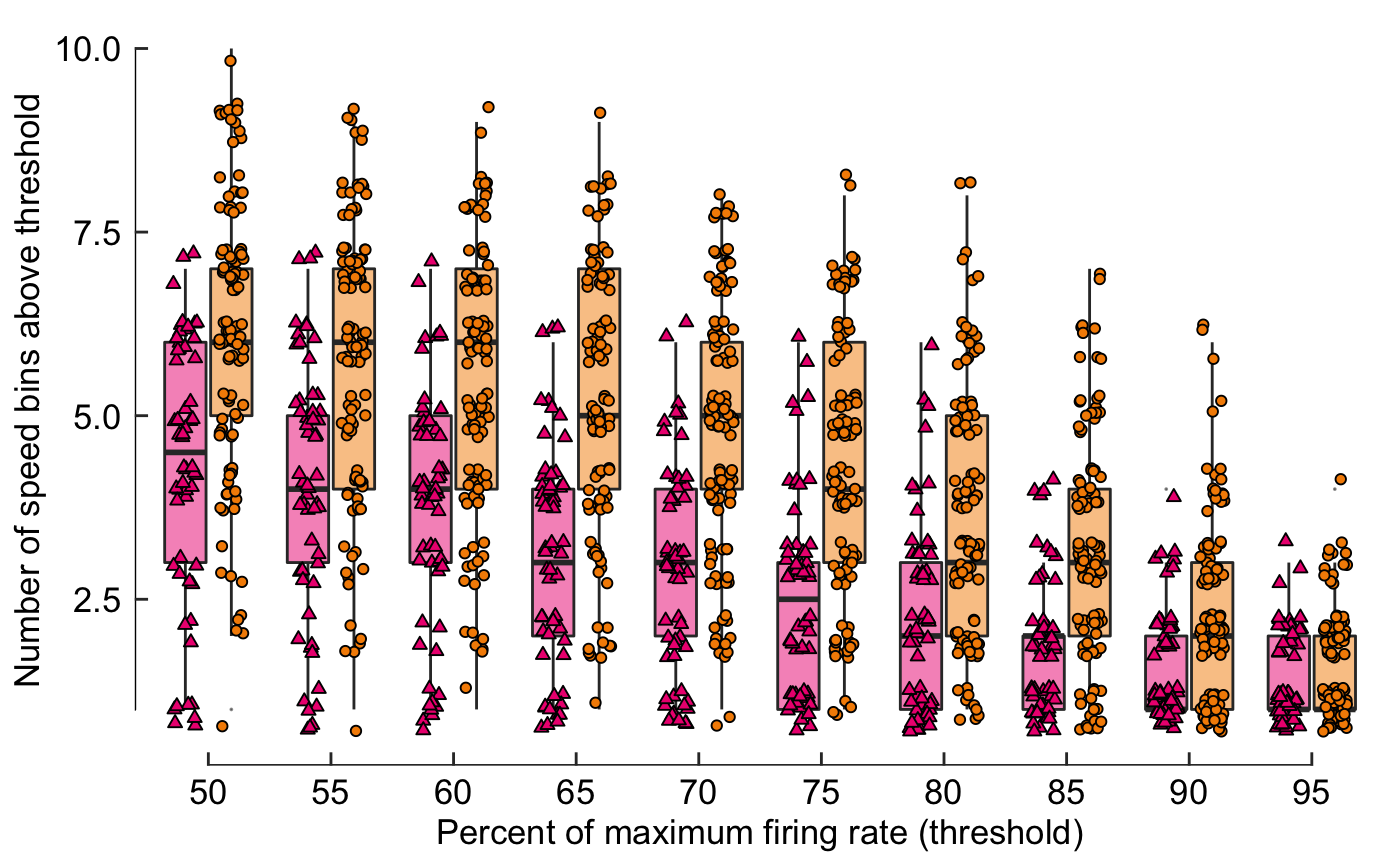 Number of speed bins above threshold
10.0
7.5
5.0
2.5
50 55 60 65 70 75 80 85 90 95
Percent of maximum firing rate (threshold)